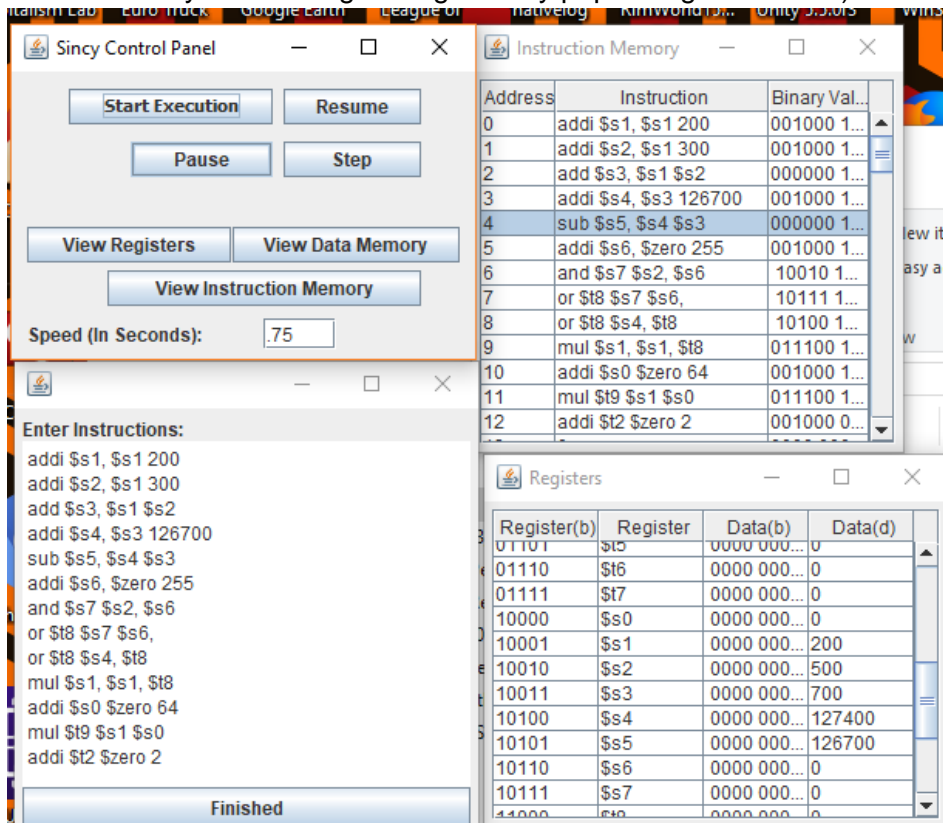 Sincy Control Panel
Start Execution Resume
Pause Step
View Registers View Data Memory
View Instruction Memory
Speed (In Seconds): .75
Instruction Memory
Address Instruction Binary Val...
0 addi $s1, $s1 200 001000 1...
1 addi $s2, $s1 300 001000 1...
2 add $s3, $s1 $s2 000000 1...
3 addi $s4, $s3 126700 001000 1...
4 sub $s5, $s4 $s3 000000 1...
5 addi $s6, $zero 255 001000 1...
6 and $s7 $s2, $s6 10010 1...
7 or $t8 $s7 $s6, 10111 1...
8 or $t8 $s4, $t8 10100 1...
9 mul $s1, $s1, $t8 011100 1...
10 addi $s0 $zero 64 001000 1...
11 mul $t9 $s1 $s0 011100 1...
12 addi $t2 $zero 2 001000 0...
Enter Instructions:
addi $s1, $s1 200
addi $s2, $s1 300
add $s3, $s1 $s2
addi $s4, $s3 126700
sub $s5, $s4 $s3
addi $s6, $zero 255
and $s7 $s2, $s6
or $t8 $s7 $s6,
or $t8 $s4, $t8
mul $s1, $s1, $t8
addi $s0 $zero 64
mul $t9 $s1 $s0
addi $t2 $zero 2
Finished
Registers
Register(b) Register Data(b) Data(d)
01101 $t5 0000 000... 0
01110 $t6 0000 000... 0
01111 $t7 0000 000... 0
10000 $s0 0000 000... 0
10001 $s1 0000 000... 200
10010 $s2 0000 000... 500
10011 $s3 0000 000... 700
10100 $s4 0000 000... 127400
10101 $s5 0000 000... 126700
10110 $s6 0000 000... 0
10111 $s7 0000 000... 0